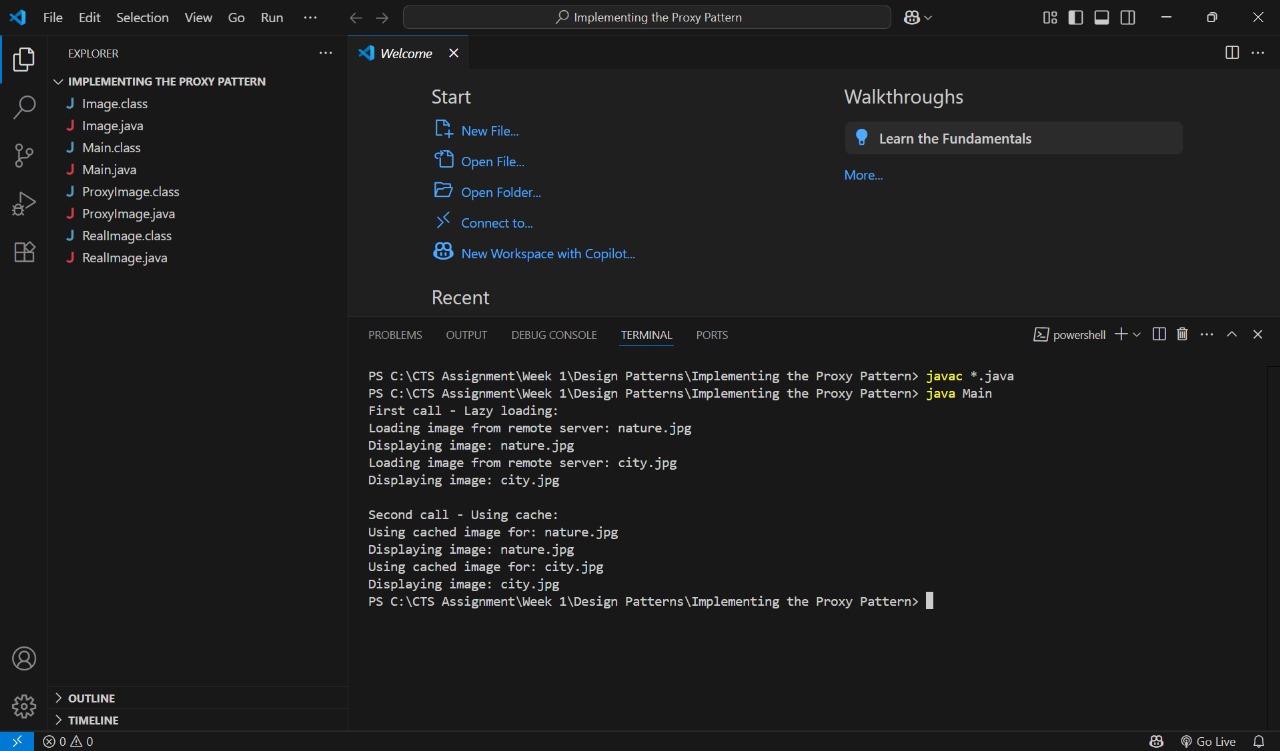 File Edit Selection View Go Run ··· Implementing the Proxy Pattern
EXPLORER
IMPLEMENTING THE PROXY PATTERN
J Image.class
J Image.java
J Main.class
J Main.java
J ProxyImage.class
J ProxyImage.java
J RealImage.class
J RealImage.java
OUTLINE
TIMELINE
Welcome
Start
New File...
Open File...
Open Folder...
Connect to...
New Workspace with Copilot...
Recent
Walkthroughs
Learn the Fundamentals
More...
PROBLEMS OUTPUT DEBUG CONSOLE TERMINAL PORTS powershell
PS C:\CTS Assignment\Week 1\Design Patterns\Implementing the Proxy Pattern> javac *.java
PS C:\CTS Assignment\Week 1\Design Patterns\Implementing the Proxy Pattern> java Main
First call - Lazy loading:
Loading image from remote server: nature.jpg
Displaying image: nature.jpg
Loading image from remote server: city.jpg
Displaying image: city.jpg
Second call - Using cache:
Using cached image for: nature.jpg
Displaying image: nature.jpg
Using cached image for: city.jpg
Displaying image: city.jpg
PS C:\CTS Assignment\Week 1\Design Patterns\Implementing the Proxy Pattern>
0 0 Go Live